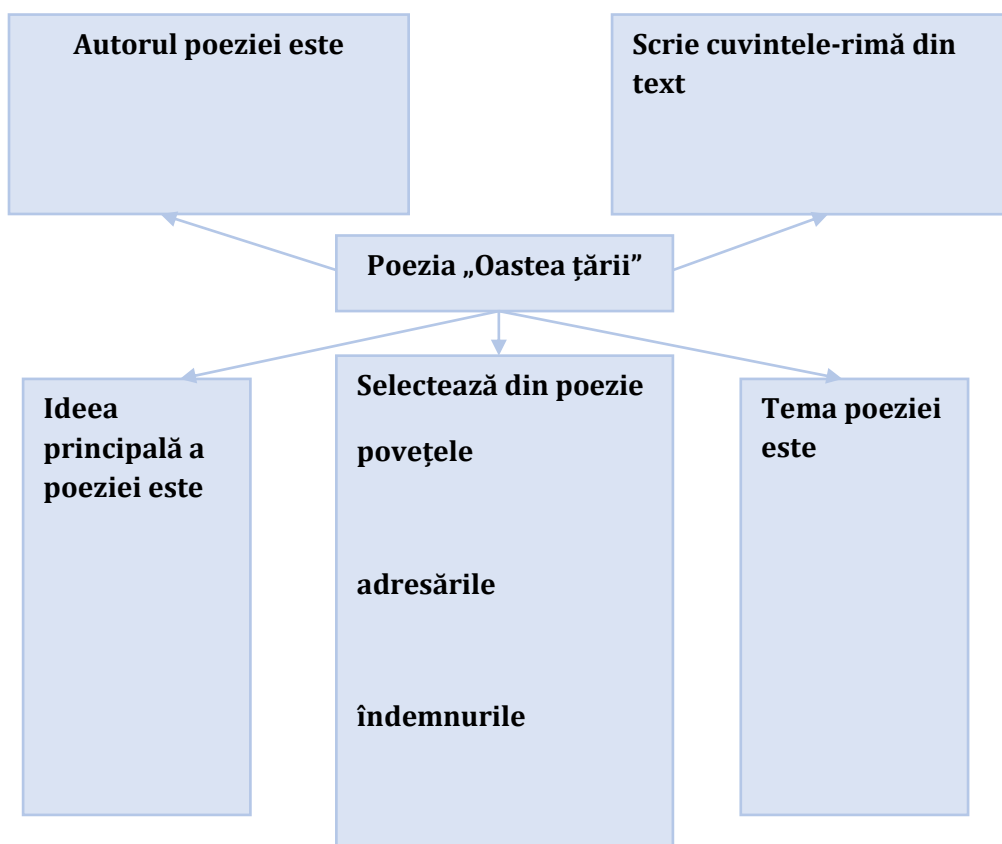 Autorul poeziei este
Scrie cuvintele-rimă din
text
Poezia „Oastea țării”
Ideea
principală a
poeziei este
Selectează din poezie
povețele
adresările
îndemnurile
Tema poeziei
este